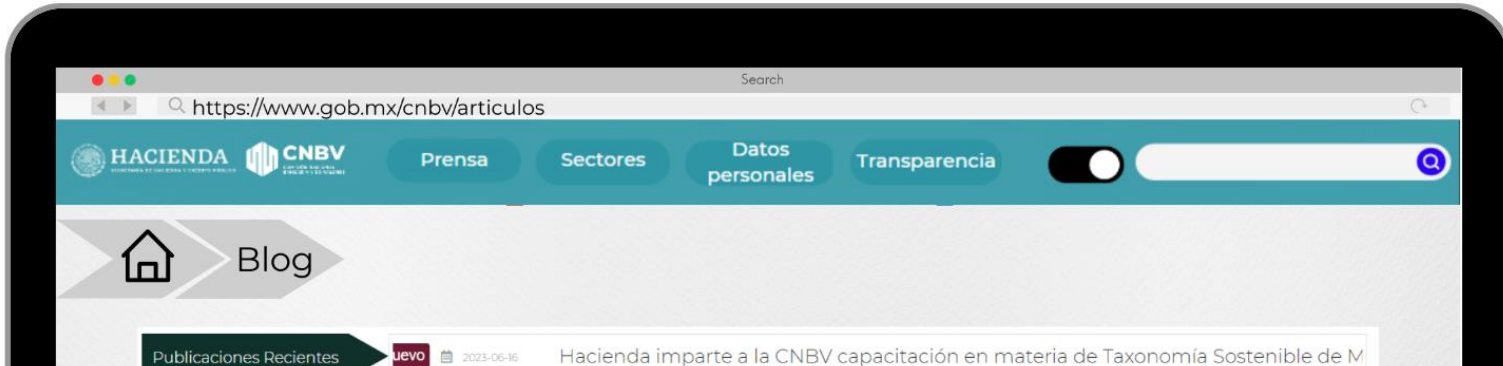 Search
https://www.gob.mx/cnbv/articulos
HACIENDA
CNBV
Prensa
Sectores
Datos
personales
Transparencia
Blog
Publicaciones Recientes
uevo 2023-06-16 Hacienda imparte a la CNBV capacitación en materia de Taxonomía Sostenible de M